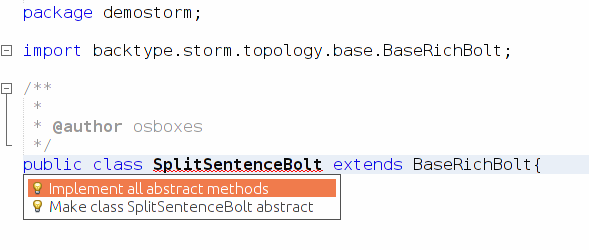 package demostorm;
import backtype.storm.topology.base.BaseRichBolt;
/**
*
* @author osboxes
*/
public class SplitSentenceBolt extends BaseRichBolt{
Implement all abstract methods
Make class SplitSentenceBolt abstract